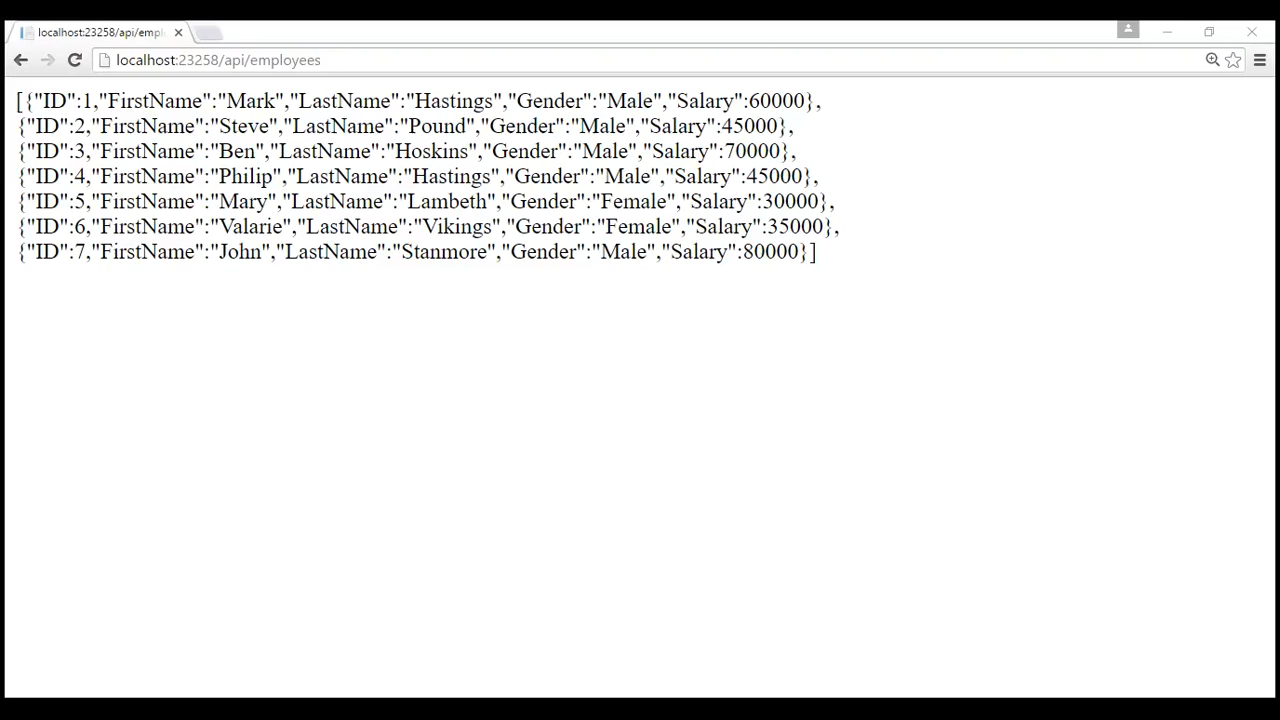 localhost:23258/api/empl
localhost:23258/api/employees
[{"ID":1,"FirstName":"Mark","LastName":"Hastings","Gender":"Male","Salary":60000},
{"ID":2,"FirstName":"Steve","LastName":"Pound","Gender":"Male","Salary":45000},
{"ID":3,"FirstName":"Ben","LastName":"Hoskins","Gender":"Male","Salary":70000},
{"ID":4,"FirstName":"Philip","LastName":"Hastings","Gender":"Male","Salary":45000},
{"ID":5,"FirstName":"Mary","LastName":"Lambeth","Gender":"Female","Salary":30000},
{"ID":6,"FirstName":"Valarie","LastName":"Vikings","Gender":"Female","Salary":35000},
{"ID":7,"FirstName":"John","LastName":"Stanmore","Gender":"Male","Salary":80000}]